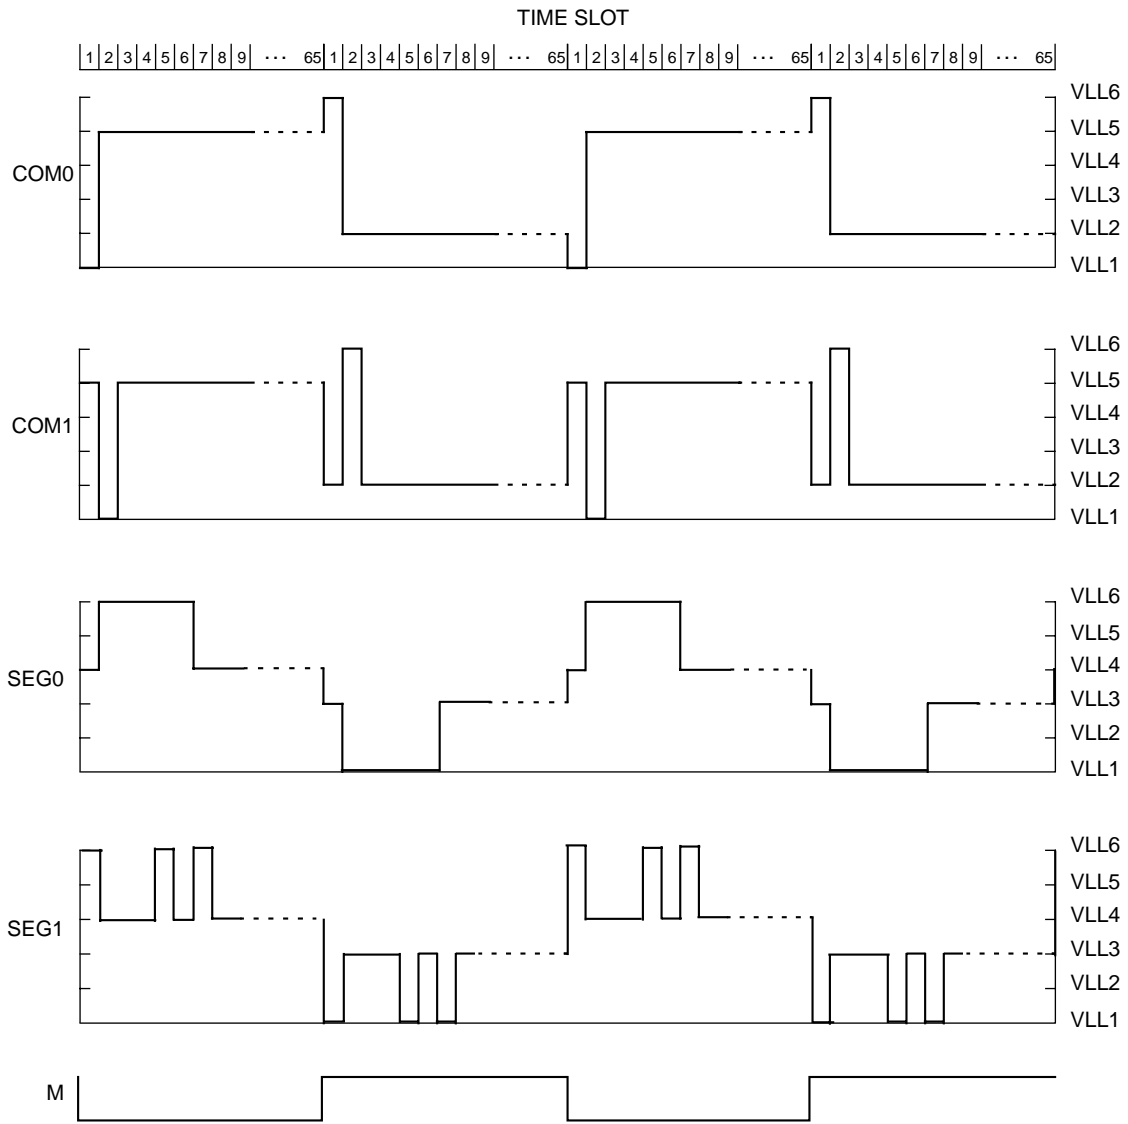 TIME SLOT
1 2 3 4 5 6 7 8 9 ... 65 1 2 3 4 5 6 7 8 9 ... 65 1 2 3 4 5 6 7 8 9 ... 65 1 2 3 4 5 6 7 8 9 ... 65
COM0
VLL6
VLL5
VLL4
VLL3
VLL2
VLL1
COM1
VLL6
VLL5
VLL4
VLL3
VLL2
VLL1
SEG0
VLL6
VLL5
VLL4
VLL3
VLL2
VLL1
SEG1
VLL6
VLL5
VLL4
VLL3
VLL2
VLL1
M